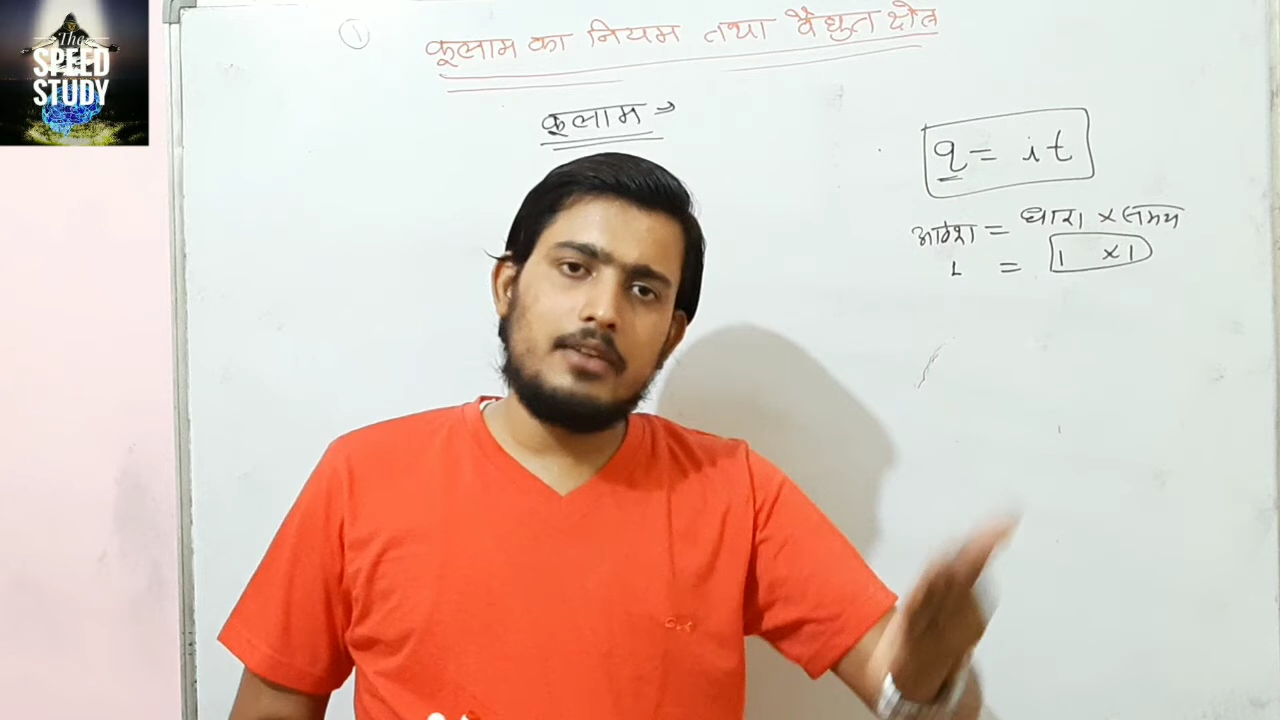 The
SPEED
STUDY
① कूलाम का नियम तथा वैधुत क्षेत्र
कूलाम ⇒
q = it
आवेश = धारा × समय
1 = 1 × 1